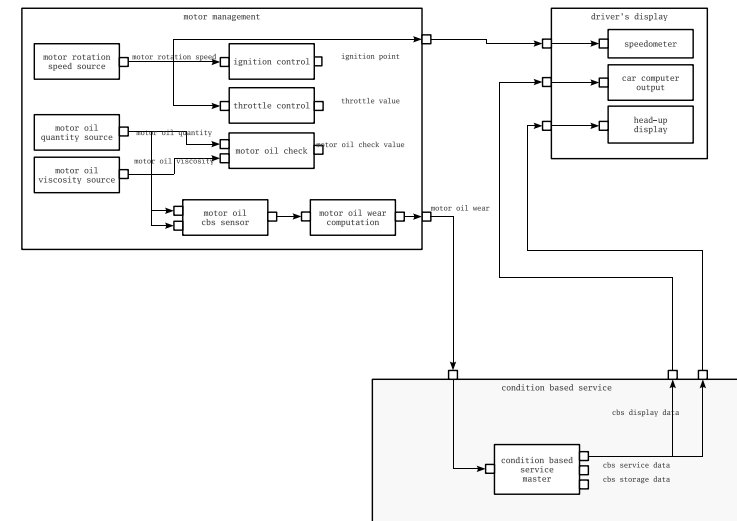 motor management
driver's display
motor rotation
speed source
motor rotation speed
ignition control
ignition point
speedometer
throttle control
throttle value
car computer
output
motor oil
quantity source
motor oil quantity
motor oil check
motor oil check value
head-up
display
motor oil
viscosity source
motor oil viscosity
motor oil
cbs sensor
motor oil wear
computation
motor oil wear
condition based service
cbs display data
condition based
service
master
cbs service data
cbs storage data